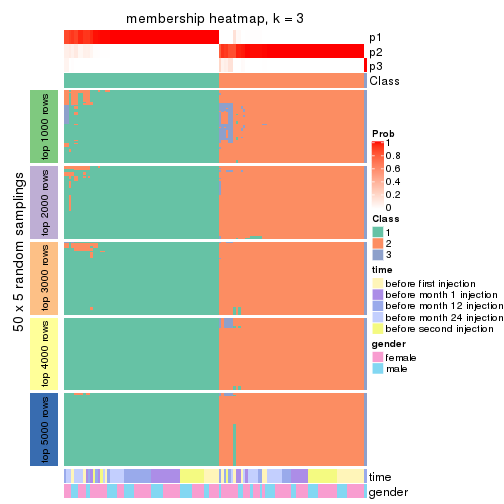 membership heatmap, k = 3
p1
p2
p3
Class
50 x 5 random samplings
top 1000 rows
top 2000 rows
top 3000 rows
top 4000 rows
top 5000 rows
time
gender
Prob
1
0.8
0.6
0.4
0.2
0
Class
1
2
3
time
before first injection
before month 1 injection
before month 12 injection
before month 24 injection
before second injection
gender
female
male